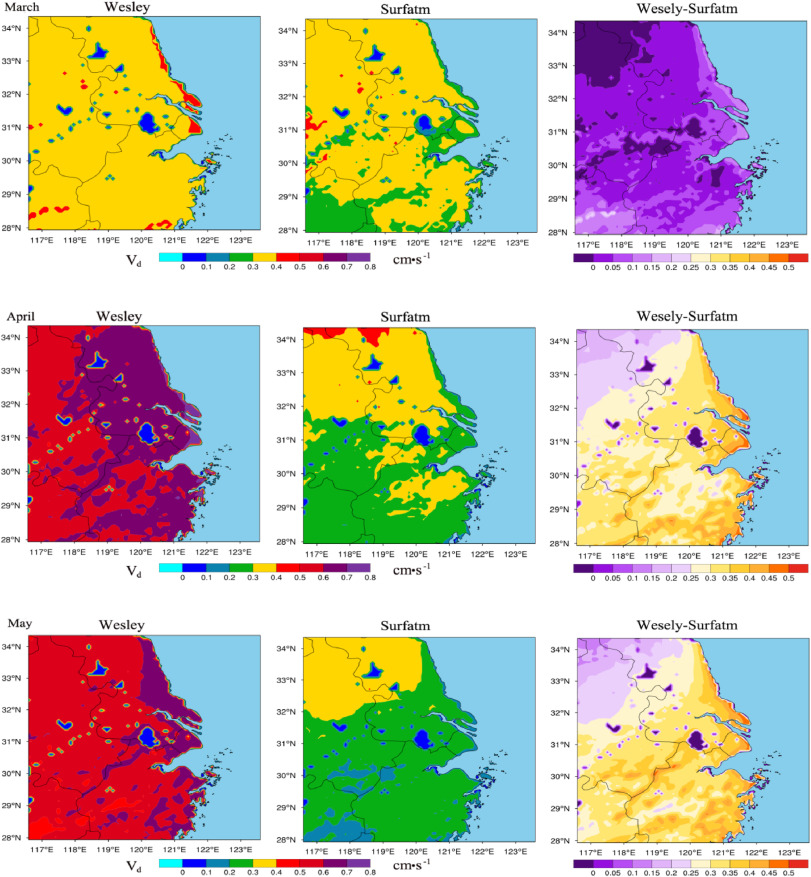 March Wesley Surfatm Wesely-Surfatm
34°N 34°N 34°N
33°N 33°N 33°N
32°N 32°N 32°N
31°N 31°N 31°N
30°N 30°N 30°N
29°N 29°N 29°N
28°N 28°N 28°N
117°E 118°E 119°E 120°E 121°E 122°E 123°E 117°E 118°E 119°E 120°E 121°E 122°E 123°E 117°E 118°E 119°E 120°E 121°E 122°E 123°E
Vd 0 0.1 0.2 0.3 0.4 0.5 0.6 0.7 0.8 cm•s-1 0 0.05 0.1 0.15 0.2 0.25 0.3 0.35 0.4 0.45 0.5
April Wesley Surfatm Wesely-Surfatm
34°N 34°N 34°N
33°N 33°N 33°N
32°N 32°N 32°N
31°N 31°N 31°N
30°N 30°N 30°N
29°N 29°N 29°N
28°N 28°N 28°N
117°E 118°E 119°E 120°E 121°E 122°E 123°E 117°E 118°E 119°E 120°E 121°E 122°E 123°E 117°E 118°E 119°E 120°E 121°E 122°E 123°E
Vd 0 0.1 0.2 0.3 0.4 0.5 0.6 0.7 0.8 cm•s-1 0 0.05 0.1 0.15 0.2 0.25 0.3 0.35 0.4 0.45 0.5
May Wesley Surfatm Wesely-Surfatm
34°N 34°N 34°N
33°N 33°N 33°N
32°N 32°N 32°N
31°N 31°N 31°N
30°N 30°N 30°N
29°N 29°N 29°N
28°N 28°N 28°N
117°E 118°E 119°E 120°E 121°E 122°E 123°E 117°E 118°E 119°E 120°E 121°E 122°E 123°E 117°E 118°E 119°E 120°E 121°E 122°E 123°E
Vd 0 0.1 0.2 0.3 0.4 0.5 0.6 0.7 0.8 cm•s-1 0 0.05 0.1 0.15 0.2 0.25 0.3 0.35 0.4 0.45 0.5